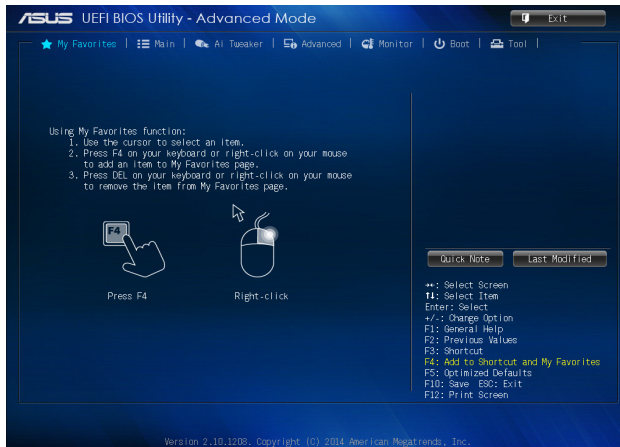 ASUS UEFI BIOS Utility - Advanced Mode
Exit
My Favorites | Main | Ai Tweaker | Advanced | Monitor | Boot | Tool |
Using My Favorites function:
1. Use the cursor to select an item.
2. Press F4 on your keyboard or right-click on your mouse
to add an item to My Favorites page.
3. Press DEL on your keyboard or right-click on your mouse
to remove the item from My Favorites page.
F4
Press F4
Right-click
Quick Note
Last Modified
→←: Select Screen
↑↓: Select Item
Enter: Select
+/-: Change Option
F1: General Help
F2: Previous Values
F3: Shortcut
F4: Add to Shortcut and My Favorites
F5: Optimized Defaults
F10: Save ESC: Exit
F12: Print Screen
Version 2.10.1208. Copyright (C) 2014 American Megatrends, Inc.